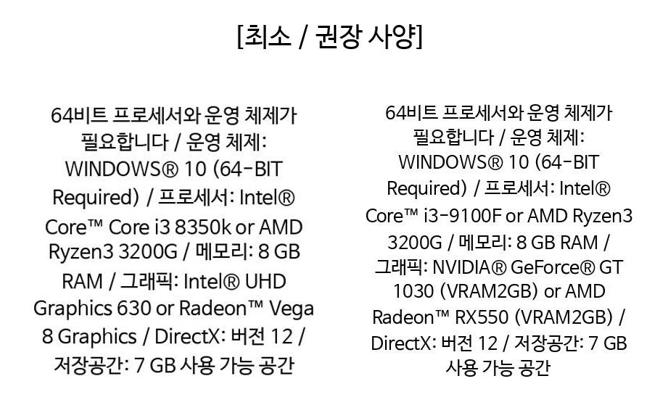 [최소 / 권장 사양]
64비트 프로세서와 운영 체제가
필요합니다 / 운영 체제:
WINDOWS® 10 (64-BIT
Required) / 프로세서: Intel®
Core™ Core i3 8350k or AMD
Ryzen3 3200G / 메모리: 8 GB
RAM / 그래픽: Intel® UHD
Graphics 630 or Radeon™ Vega
8 Graphics / DirectX: 버전 12 /
저장공간: 7 GB 사용 가능 공간
64비트 프로세서와 운영 체제가
필요합니다 / 운영 체제:
WINDOWS® 10 (64-BIT
Required) / 프로세서: Intel®
Core™ i3-9100F or AMD Ryzen3
3200G / 메모리: 8 GB RAM /
그래픽: NVIDIA® GeForce® GT
1030 (VRAM2GB) or AMD
Radeon™ RX550 (VRAM2GB) /
DirectX: 버전 12 / 저장공간: 7 GB
사용 가능 공간